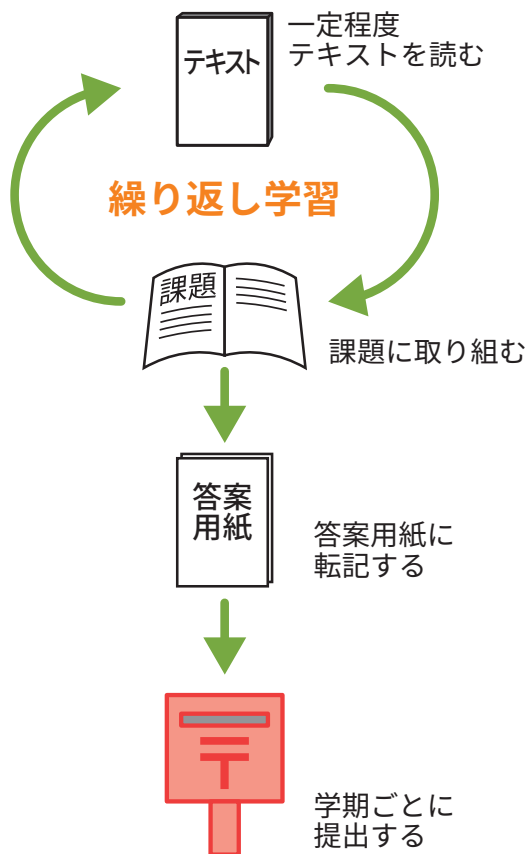 テキスト
一定程度
テキストを読む
繰り返し学習
課題
課題に取り組む
答案
用紙
答案用紙に
転記する
〒
学期ごとに
提出する